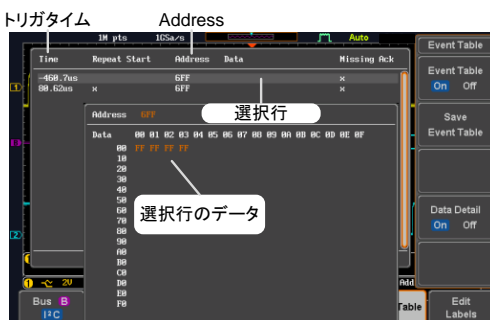 トリガタイム Address
1M pts 1GSa/s Auto
Event Table
Time Repeat Start Address Data Missing Ack
-460.7us 6FF x
80.62us x 6FF x
Event Table
On Off
選択行
Address 6FF
Data 00 01 02 03 04 05 06 07 08 09 0A 0B 0C 0D 0E 0F
00 FF FF FF FF
10
20
30
40
50
60
70
80
90
A0
B0
C0
D0
E0
F0
Save
Event Table
選択行のデータ
Data Detail
On Off
1 2V
Add
Bus B
I²C
Table
Edit
Labels